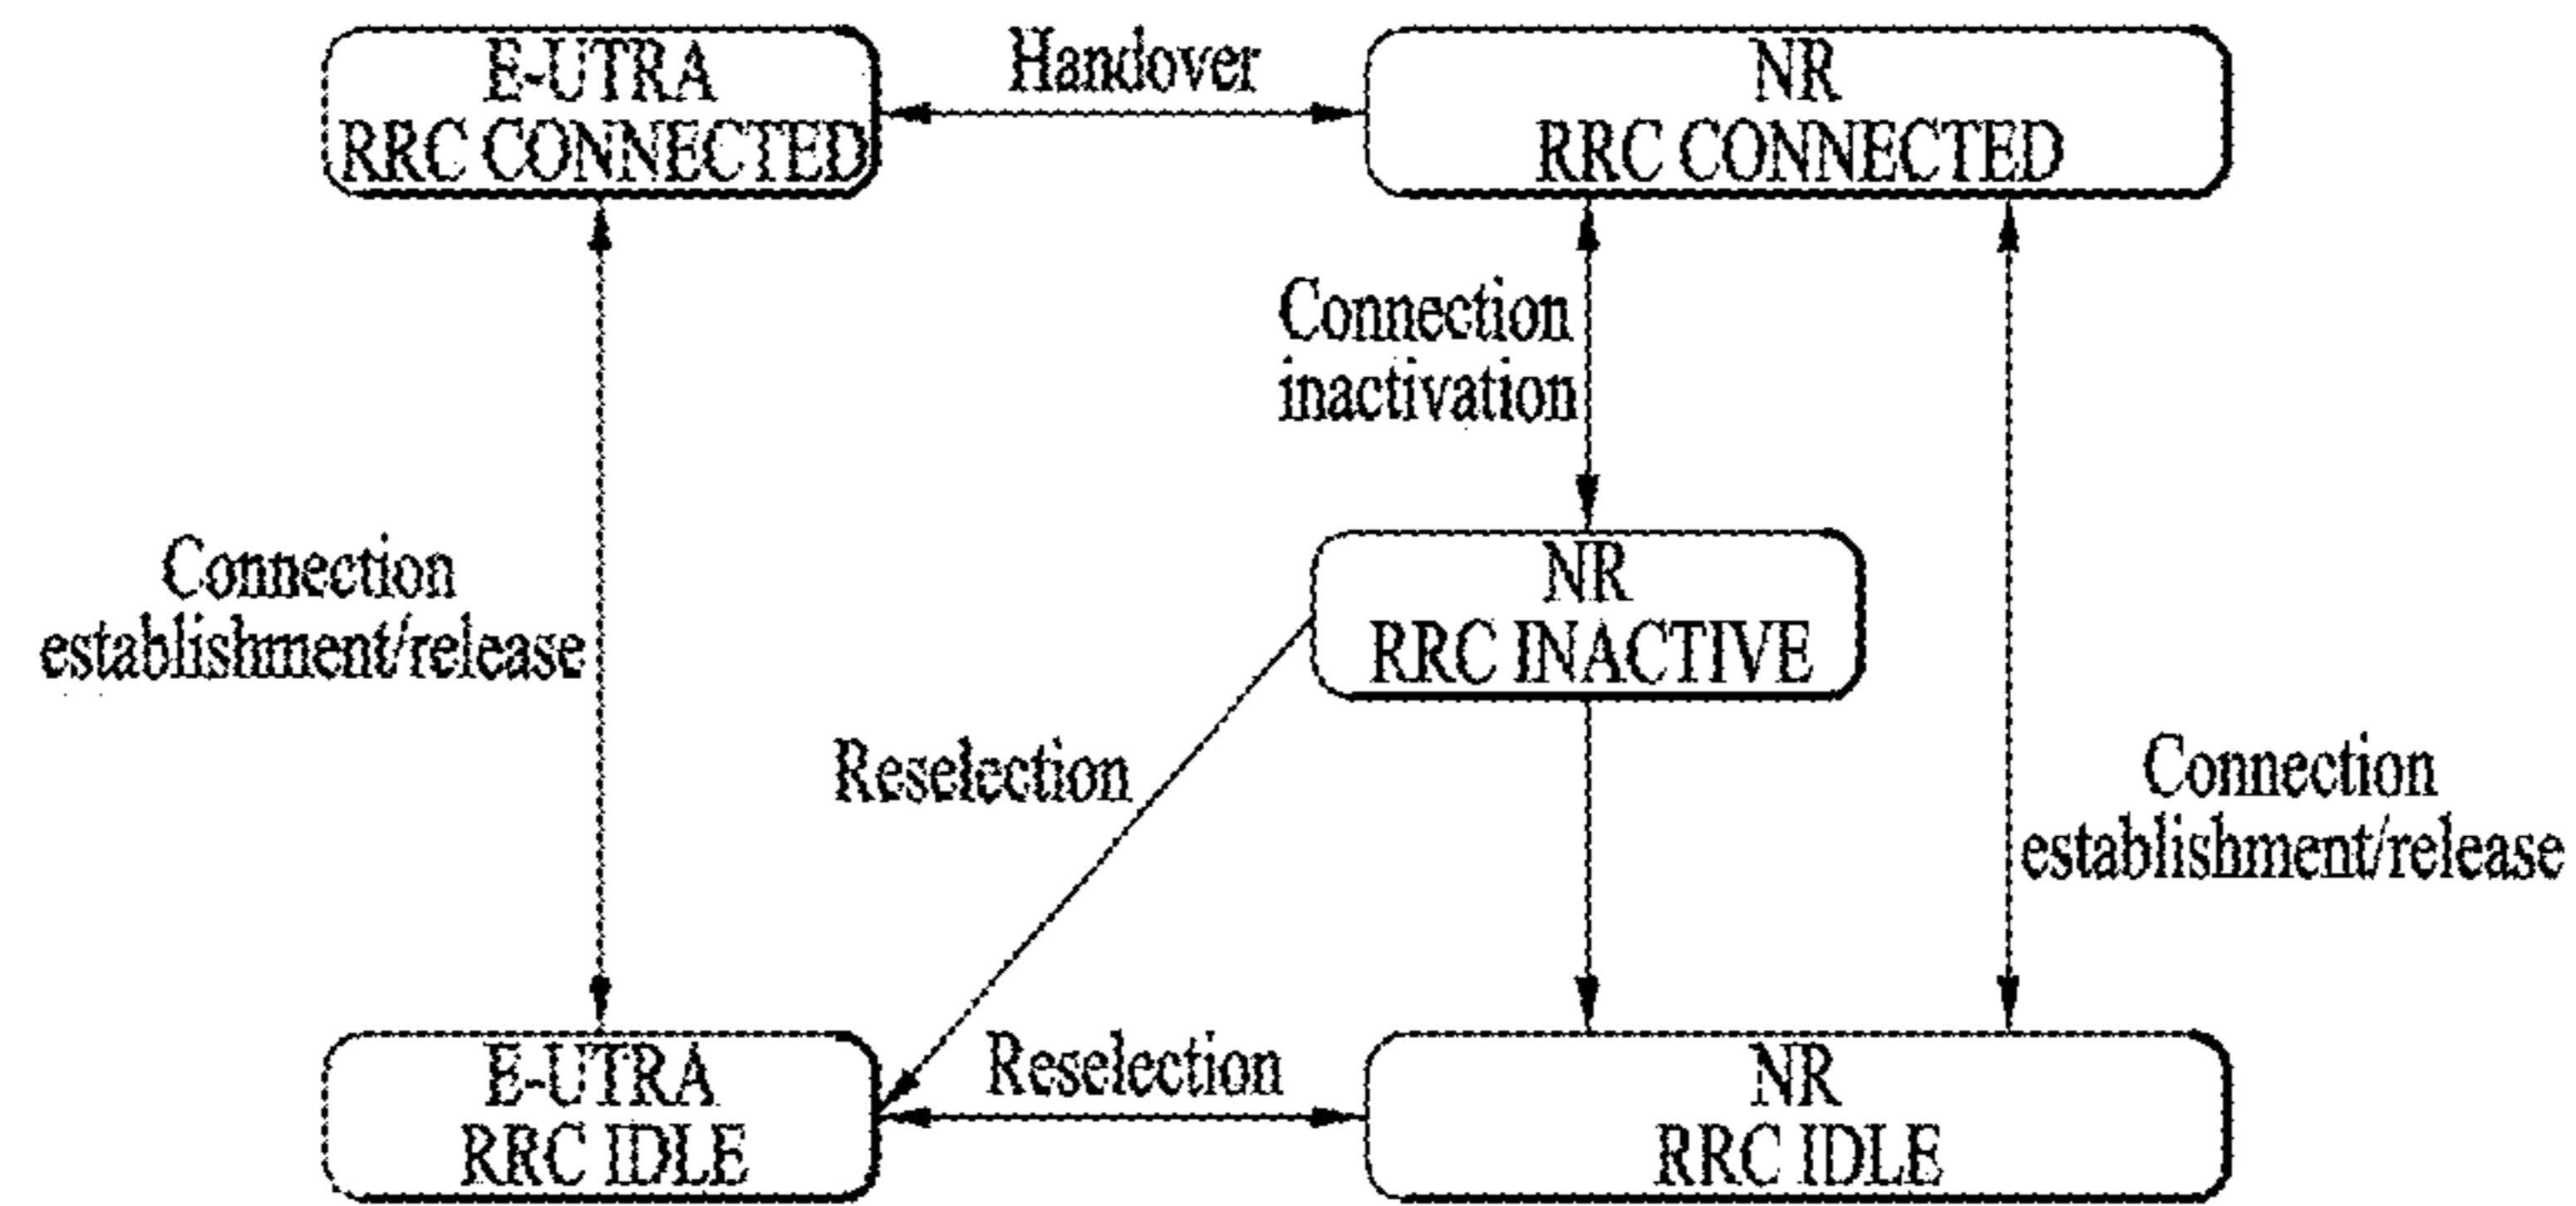 E-UTRA
RRC CONNECTED
Handover
NR
RRC CONNECTED
Connection
inactivation
Connection
establishment/release
NR
RRC INACTIVE
Reselection
Connection
establishment/release
E-UTRA
RRC IDLE
Reselection
NR
RRC IDLE